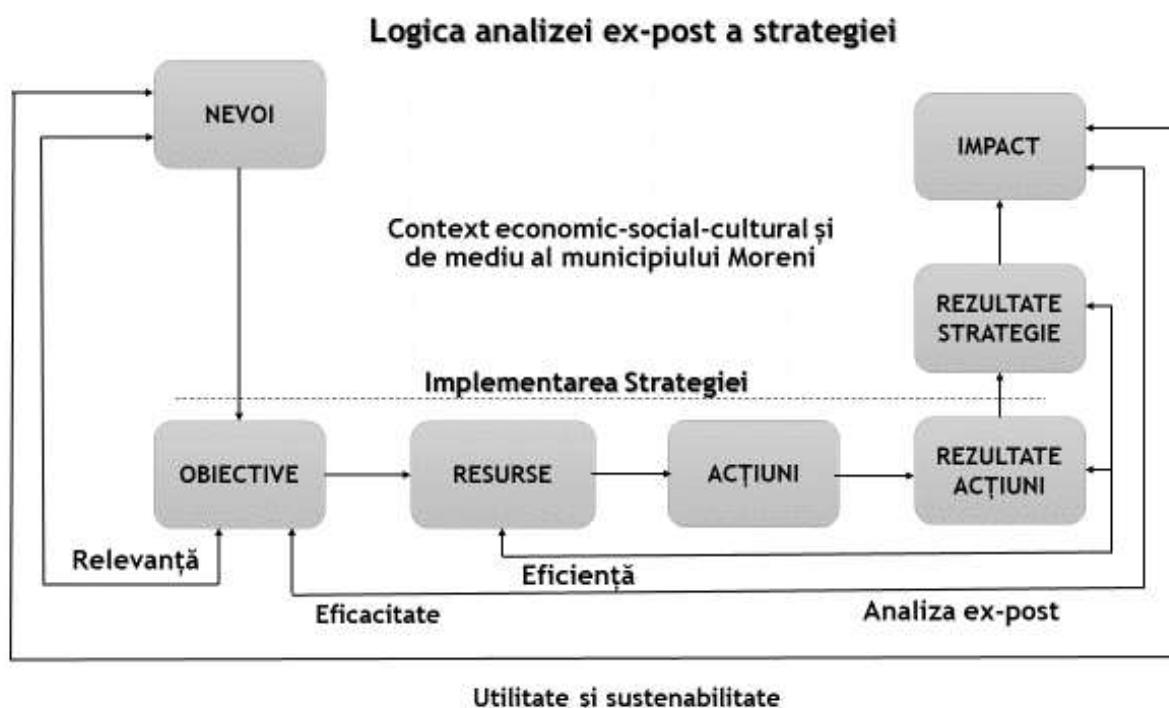 Logica analizei ex-post a strategiei
NEVOI
IMPACT
Context economic-social-cultural și
de mediu al municipiului Moreni
REZULTATE
STRATEGIE
Implementarea Strategiei
OBIECTIVE
RESURSE
ACȚIUNI
REZULTATE
ACȚIUNI
Relevanță
Eficiență
Eficacitate
Analiza ex-post
Utilitate și sustenabilitate